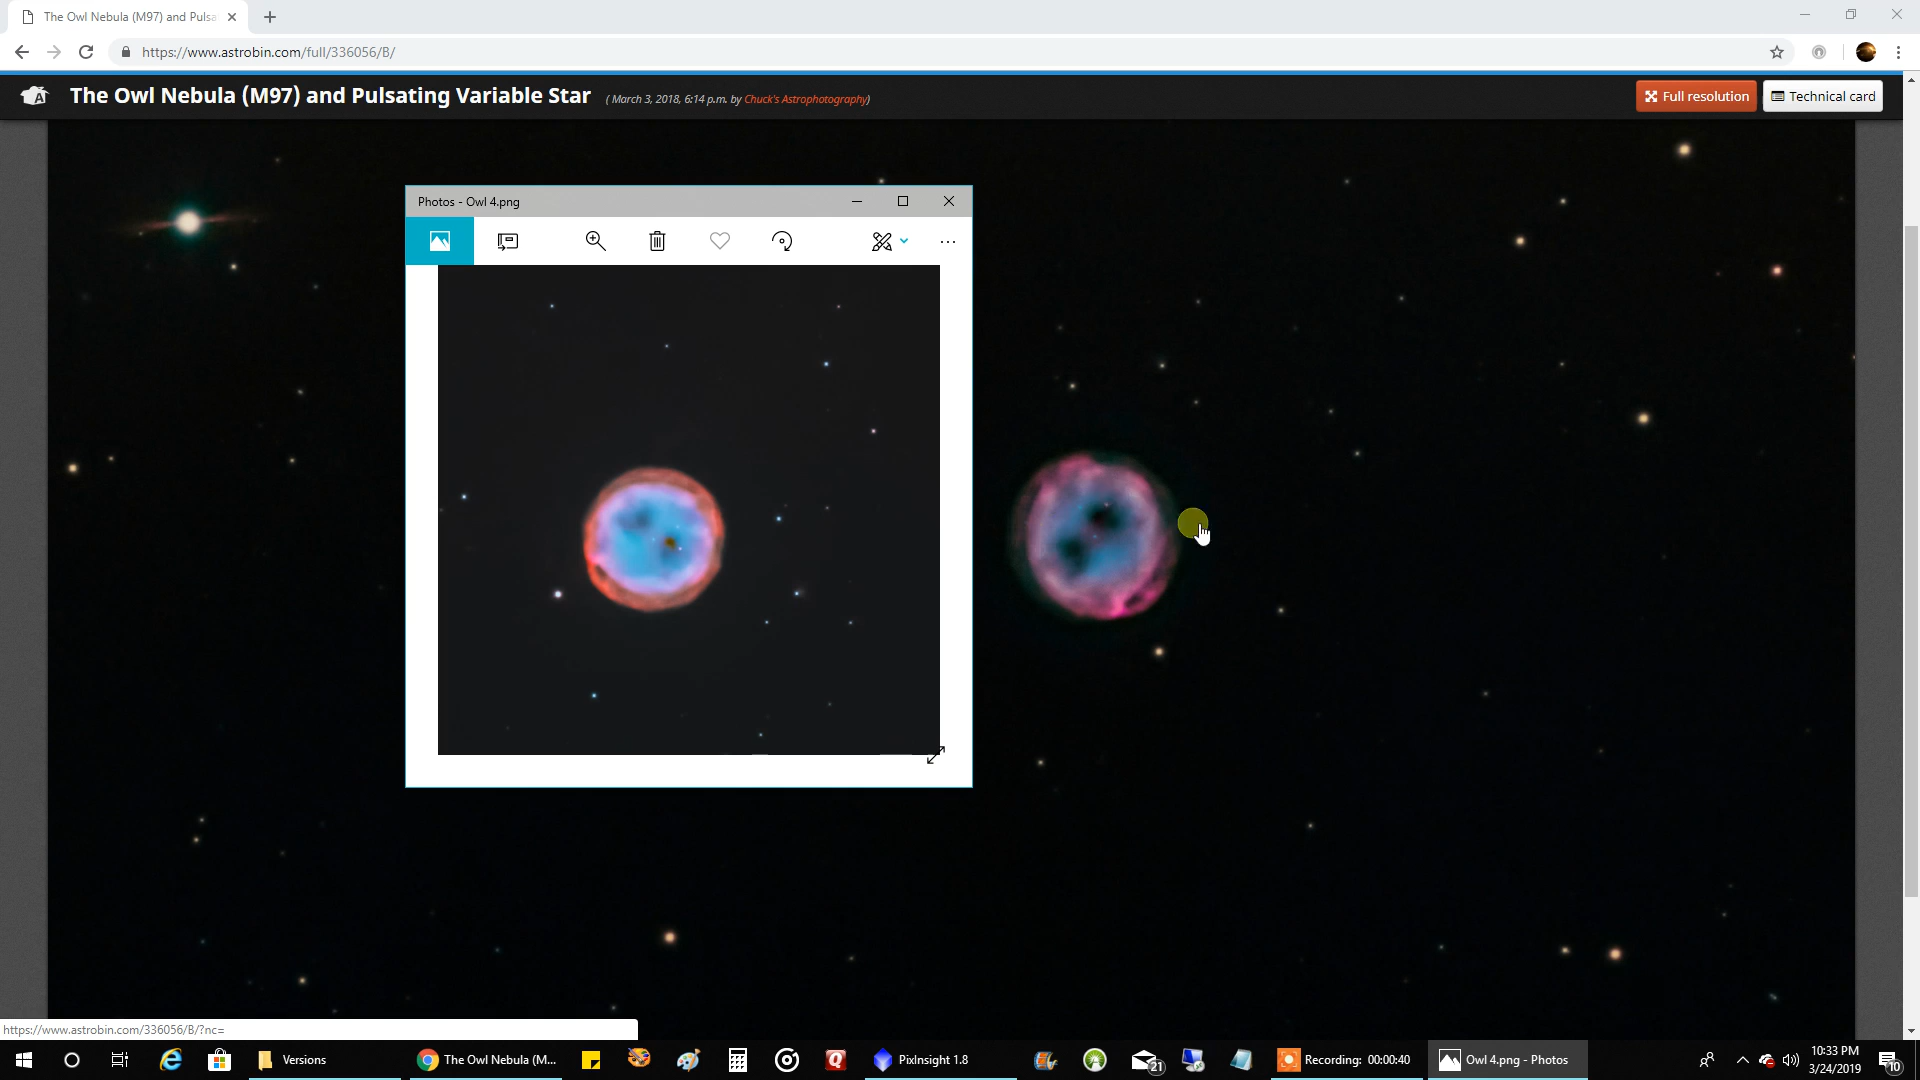 The Owl Nebula (M97) and Pulsa
https://www.astrobin.com/full/336056/B/
The Owl Nebula (M97) and Pulsating Variable Star ( March 3, 2018, 6:14 p.m. by Chuck's Astrophotography)
Full resolution
Technical card
Photos - Owl 4.png
https://www.astrobin.com/336056/B/?nc=
Versions
The Owl Nebula (M...
PixInsight 1.8
21
Recording: 00:00:40
Owl 4.png - Photos
10:33 PM
3/24/2019
10